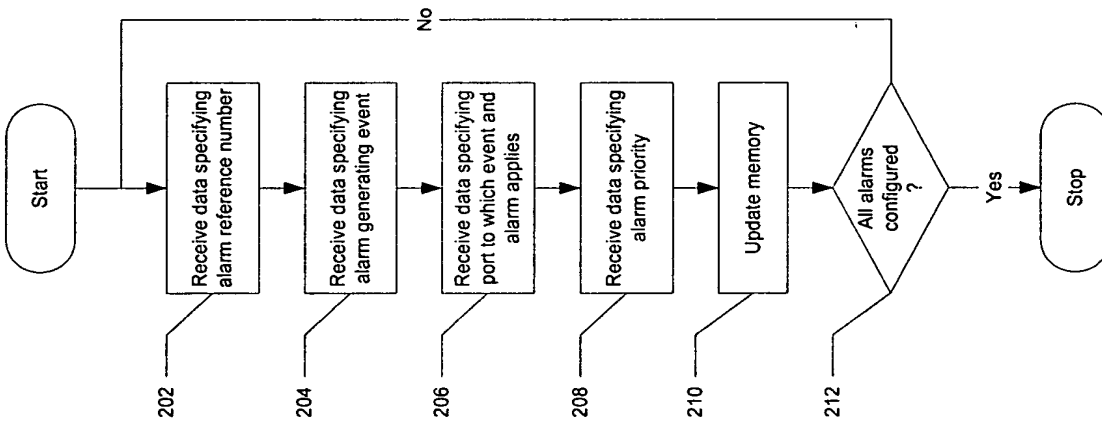 Start
No
202
Receive data specifying
alarm reference number
204
Receive data specifying
alarm generating event
206
Receive data specifying
port to which event and
alarm applies
208
Receive data specifying
alarm priority
210
Update memory
212
All alarms
configured
?
Yes
Stop